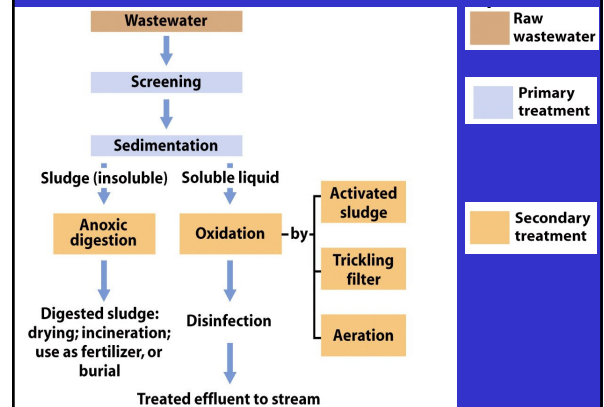 Wastewater
Screening
Sedimentation
Sludge (insoluble)
Soluble liquid
Anoxic
digestion
Oxidation
by
Activated
sludge
Trickling
filter
Aeration
Digested sludge:
drying; incineration;
use as fertilizer, or
burial
Disinfection
Treated effluent to stream
Raw
wastewater
Primary
treatment
Secondary
treatment